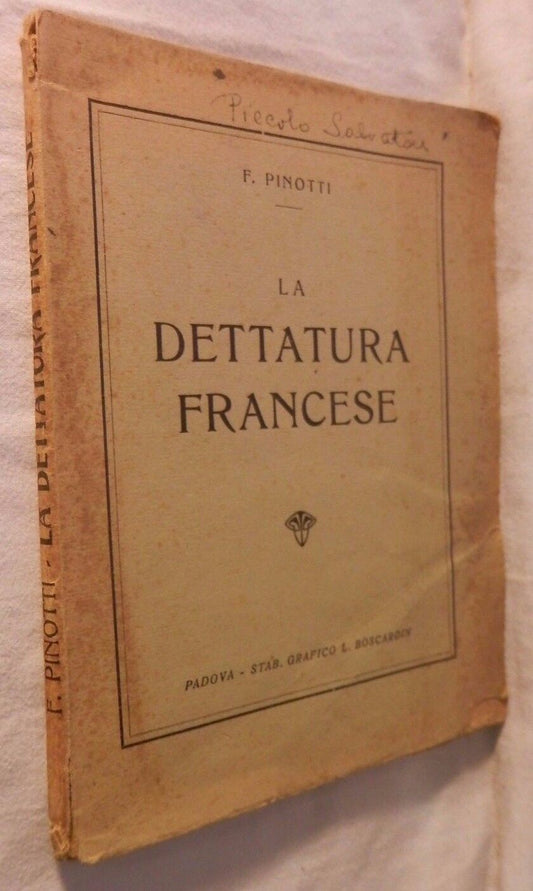 Piccolo Salvatore
F. PINOTTI
LA
DETTATURA
FRANCESE
PADOVA - STAB. GRAFICO L. BOSCARDIN
F. PINOTTI - LA DETTATURA FRANCESE